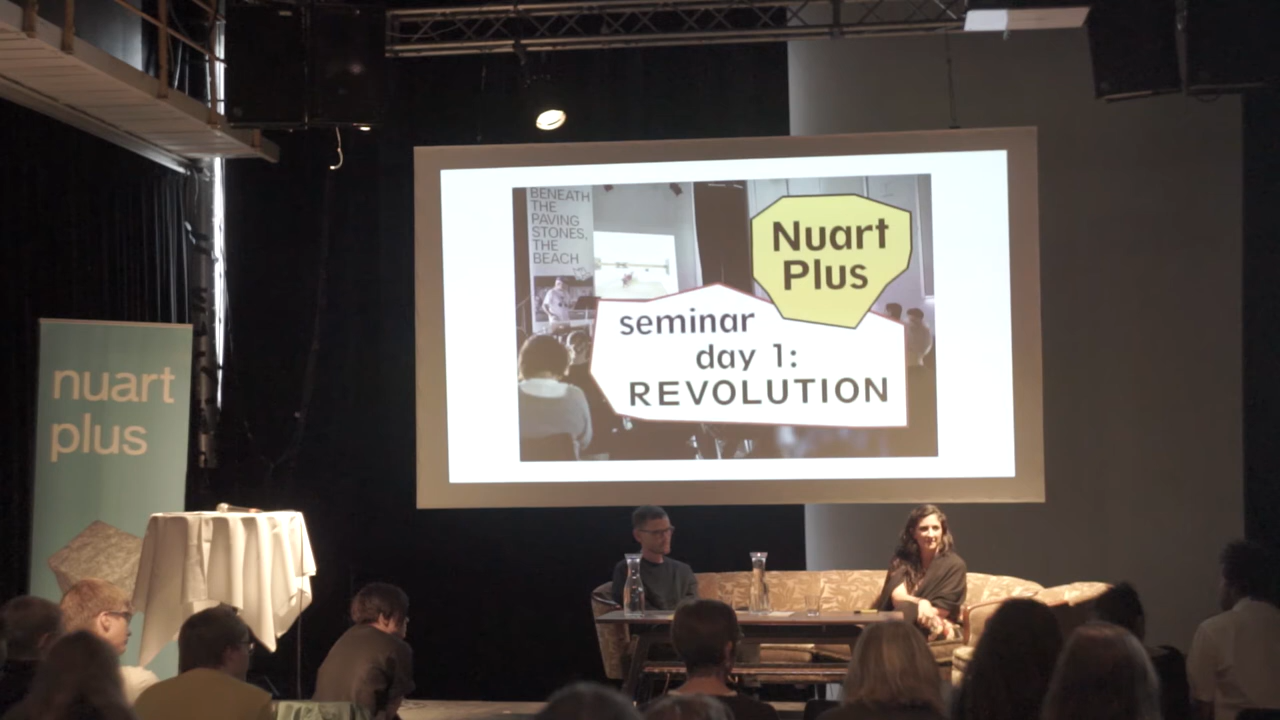 nuart
plus
BENEATH
THE
PAVING
STONES,
THE
BEACH
Nuart
Plus
seminar
day 1:
REVOLUTION